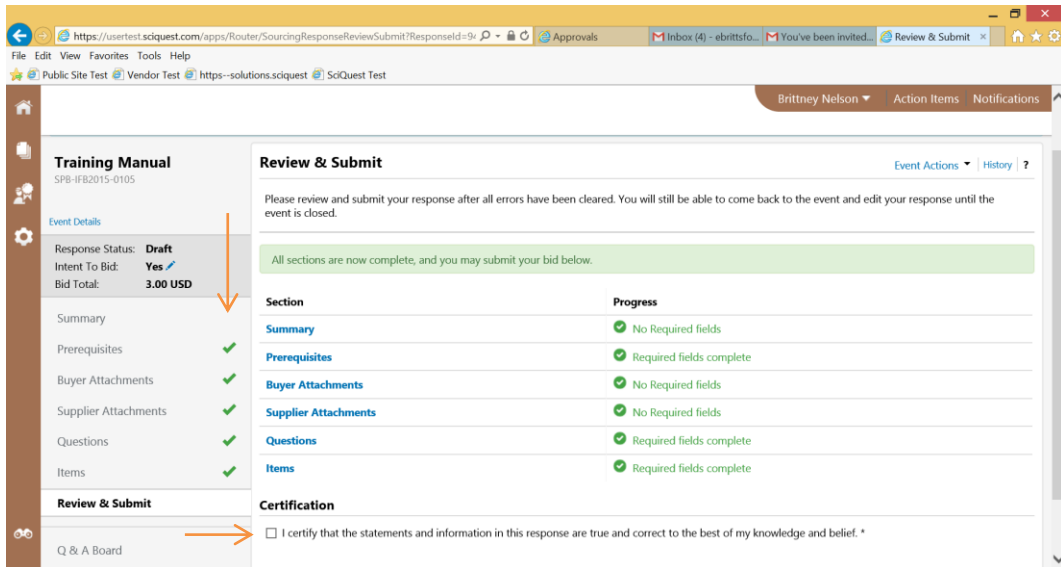 https://usertest.sciquest.com/apps/Router/SourcingResponseReviewSubmit?ResponseId=9
Approvals
Inbox (4) - ebrittsfo...
You've been invited...
Review & Submit
File Edit View Favorites Tools Help
Public Site Test Vendor Test https--solutions.sciquest SciQuest Test
Brittney Nelson Action Items Notifications
Training Manual
SPB-IFB2015-0105
Event Details
Response Status: Draft
Intent To Bid: Yes
Bid Total: 3.00 USD
Summary
Prerequisites
Buyer Attachments
Supplier Attachments
Questions
Items
Review & Submit
Q & A Board
Review & Submit
Event Actions History ?
Please review and submit your response after all errors have been cleared. You will still be able to come back to the event and edit your response until the
event is closed.
All sections are now complete, and you may submit your bid below.
Section Progress
Summary No Required fields
Prerequisites Required fields complete
Buyer Attachments No Required fields
Supplier Attachments No Required fields
Questions Required fields complete
Items Required fields complete
Certification
I certify that the statements and information in this response are true and correct to the best of my knowledge and belief. *